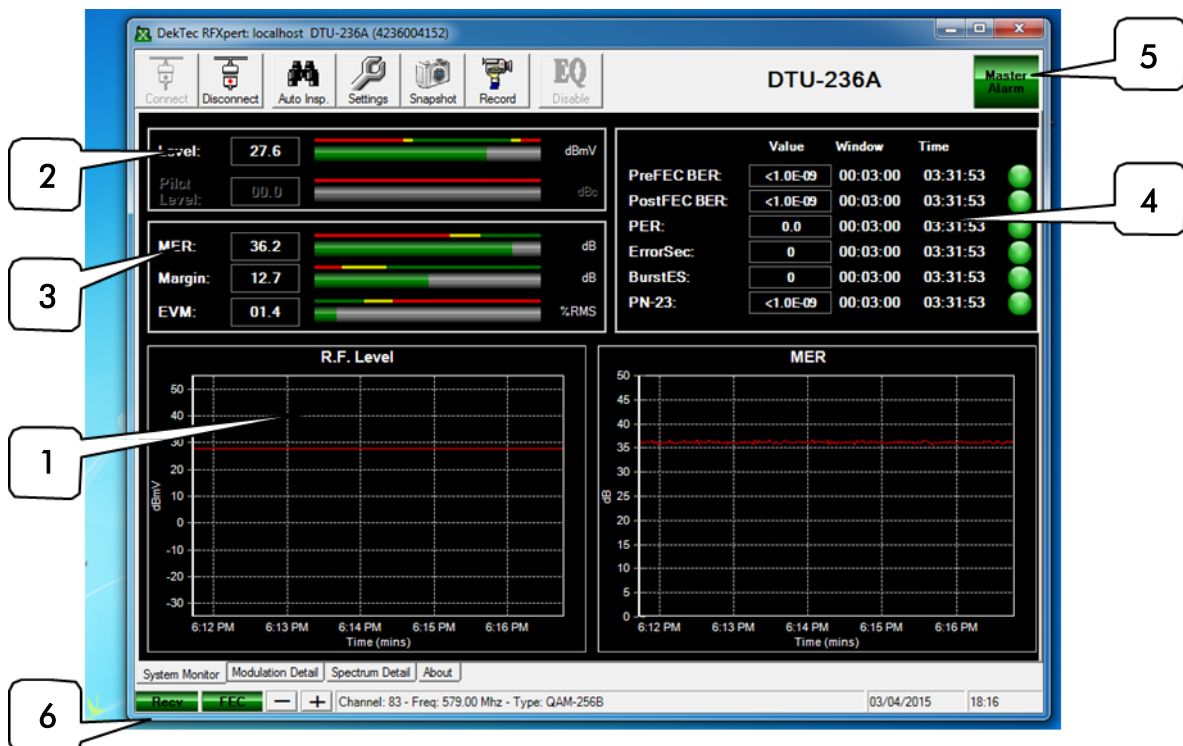 DekTec RFXpert: localhost DTU-236A (4236004152)
Connect Disconnect Auto Insp. Settings Snapshot Record EQ Disable
DTU-236A
Master Alarm
5
2
Level: 27.6 dBmV
Pilot Level: 00.0 dBc
3
MER: 36.2 dB
Margin: 12.7 dB
EVM: 01.4 %RMS
Value Window Time
PreFEC BER: <1.0E-09 00:03:00 03:31:53
PostFEC BER: <1.0E-09 00:03:00 03:31:53
PER: 0.0 00:03:00 03:31:53
ErrorSec: 0 00:03:00 03:31:53
BurstES: 0 00:03:00 03:31:53
PN-23: <1.0E-09 00:03:00 03:31:53
4
1
R.F. Level
50
40
30
20
10
0
-10
-20
-30
dBmV
6:12 PM 6:13 PM 6:14 PM 6:15 PM 6:16 PM
Time (mins)
MER
50
45
40
35
30
25
20
15
10
5
0
dB
6:12 PM 6:13 PM 6:14 PM 6:15 PM 6:16 PM
Time (mins)
System Monitor Modulation Detail Spectrum Detail About
6
Recv FEC − + Channel: 83 - Freq: 579.00 Mhz - Type: QAM-256B 03/04/2015 18:16